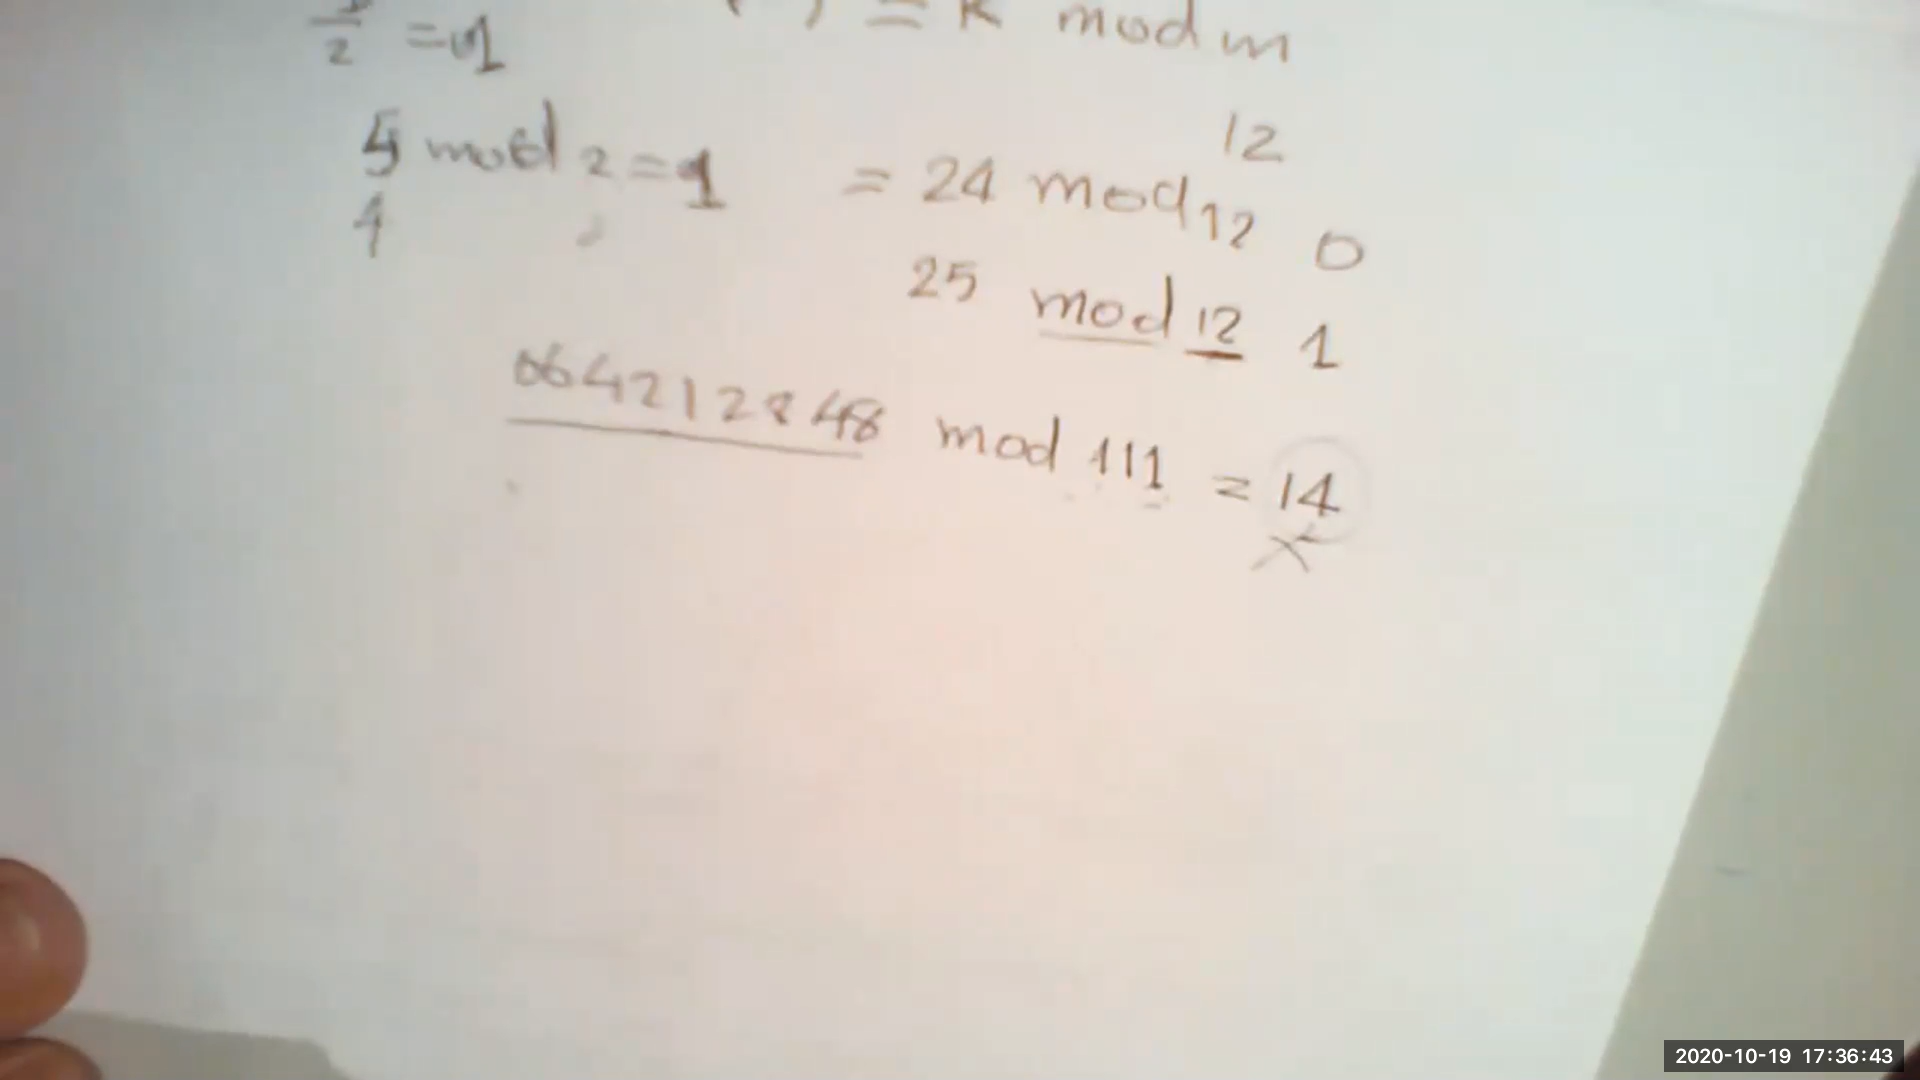 2 = 1
= k mod m
5 mod 2 = 1
4
12
= 24 mod 12 0
25 mod 12 1
064212848 mod 111 = 14
2020-10-19 17:36:43